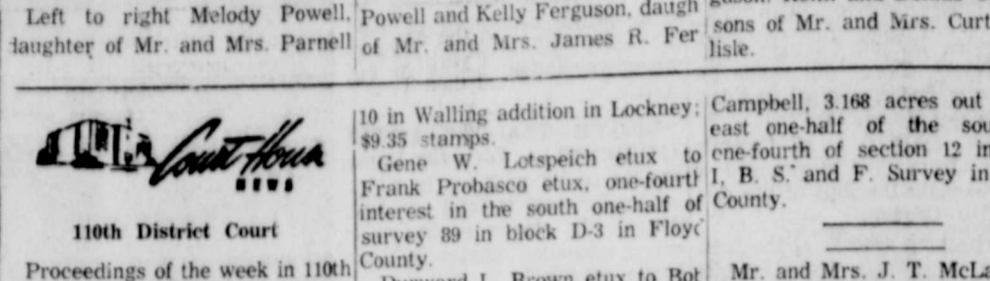 Left to right Melody Powell,
daughter of Mr. and Mrs. Parnell
Powell and Kelly Ferguson, daugh
of Mr. and Mrs. James R. Fer
sons of Mr. and Mrs. Curt
lisle.
Court House
NEWS
110th District Court
Proceedings of the week in 110th
10 in Walling addition in Lockney;
$9.35 stamps.
Gene W. Lotspeich etux to
Frank Probasco etux, one-fourth
interest in the south one-half of
survey 89 in block D-3 in Floyd
County.
Brown etux to
Campbell, 3.168 acres out
east one-half of the sou
one-fourth of section 12 in
I, B. S. and F. Survey in
County.
Mr. and Mrs. J. T. McLa